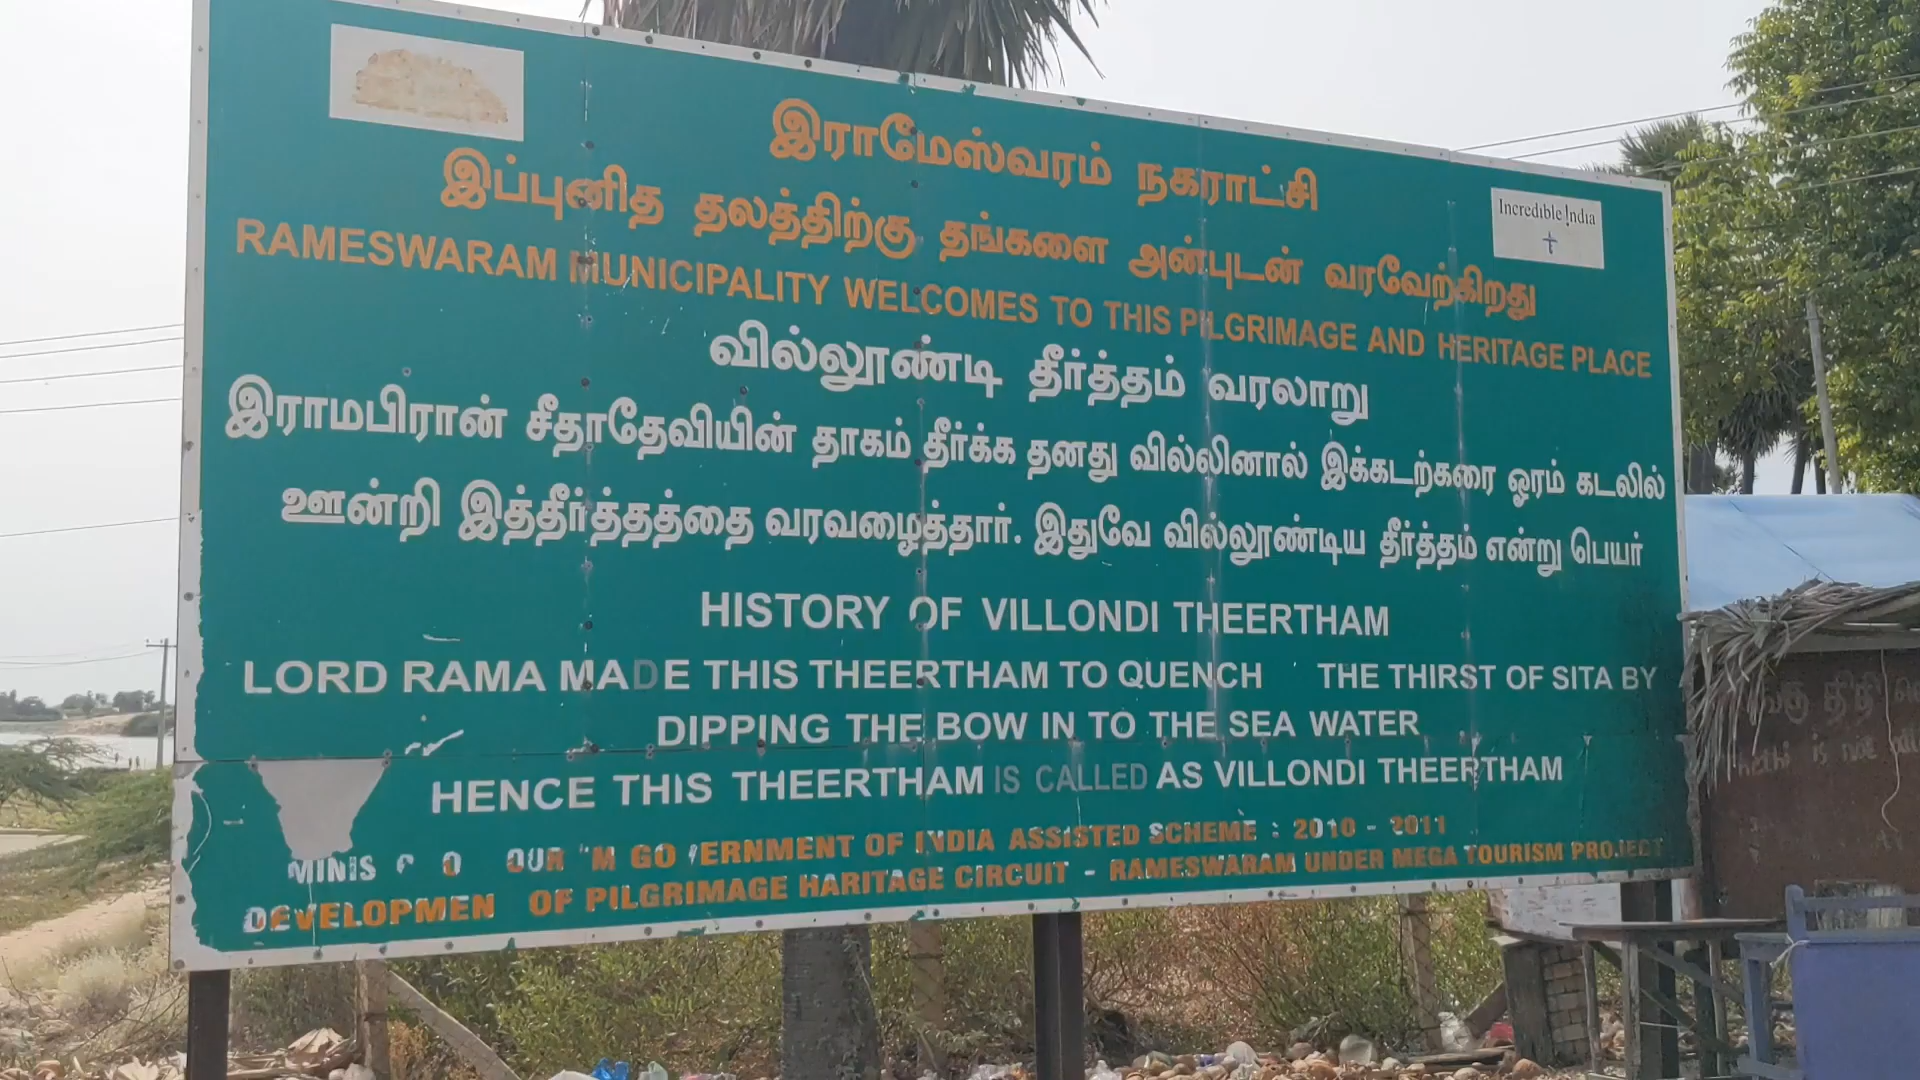 இராமேஸ்வரம் நகராட்சி
இப்புனித தலத்திற்கு தங்களை அன்புடன் வரவேற்கிறது
Incredible !ndia
RAMESWARAM MUNICIPALITY WELCOMES TO THIS PILGRIMAGE AND HERITAGE PLACE
வில்லூண்டி தீர்த்தம் வரலாறு
இராமபிரான் சீதாதேவியின் தாகம் தீர்க்க தனது வில்லினால் இக்கடற்கரை ஓரம் கடலில்
ஊன்றி இத்தீர்த்தத்தை வரவழைத்தார். இதுவே வில்லூண்டிய தீர்த்தம் என்று பெயர்
HISTORY OF VILLONDI THEERTHAM
LORD RAMA MADE THIS THEERTHAM TO QUENCH THE THIRST OF SITA BY
DIPPING THE BOW IN TO THE SEA WATER
HENCE THIS THEERTHAM IS CALLED AS VILLONDI THEERTHAM
GOVERNMENT OF INDIA ASSISTED SCHEME : 2010 - 2011
DEVELOPMEN OF PILGRIMAGE HARITAGE CIRCUIT - RAMESWARAM UNDER MEGA TOURISM PROJECT
is not